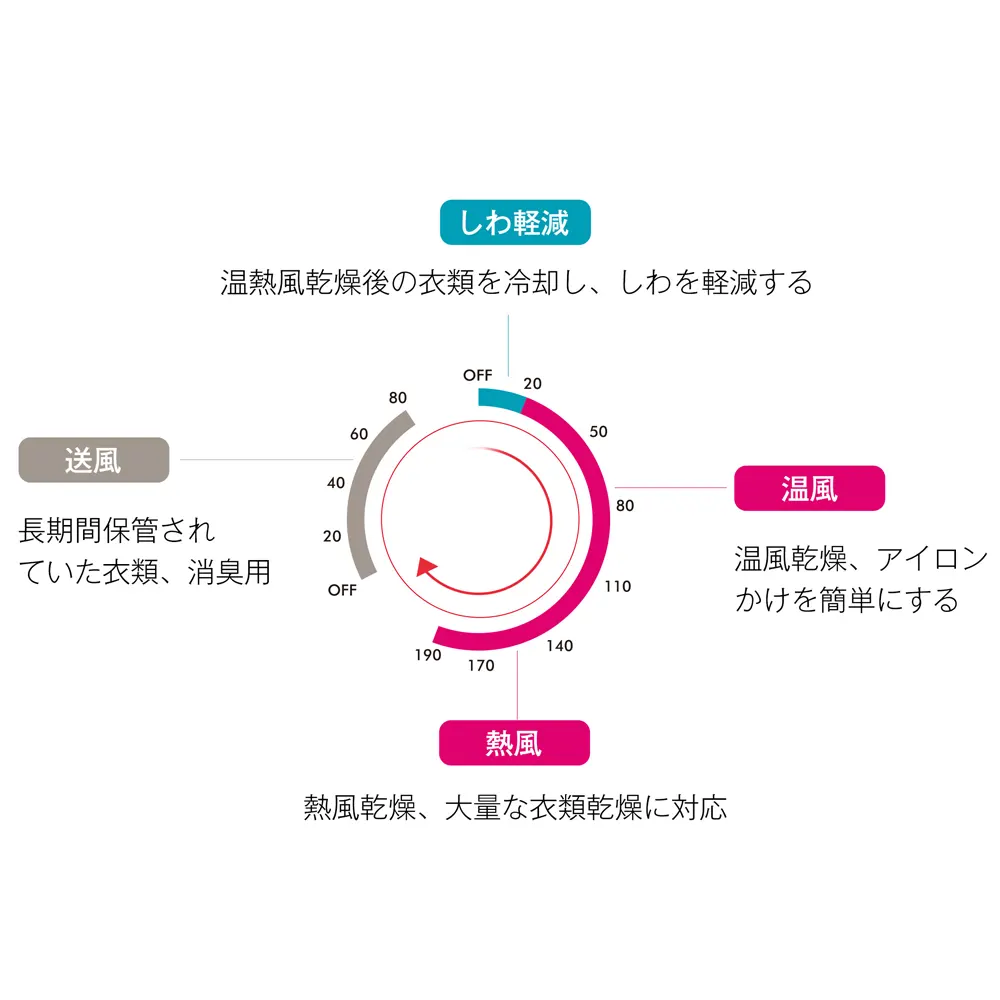 しわ軽減
温熱風乾燥後の衣類を冷却し、しわを軽減する
OFF
20
50
80
110
140
170
190
80
60
40
20
OFF
送風
長期間保管され
ていた衣類、消臭用
温風
温風乾燥、アイロン
かけを簡単にする
熱風
熱風乾燥、大量な衣類乾燥に対応